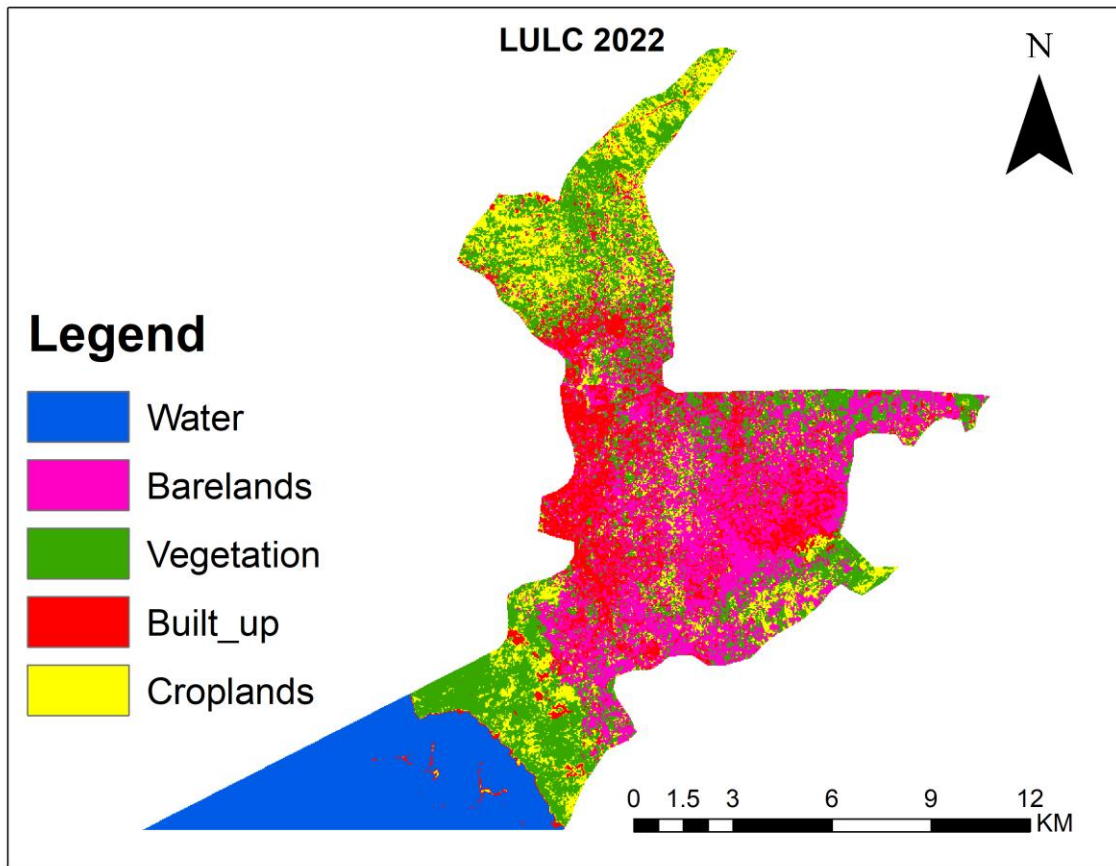 LULC 2022
N
Legend
Water
Barelands
Vegetation
Built_up
Croplands
0 1.5 3 6 9 12
KM